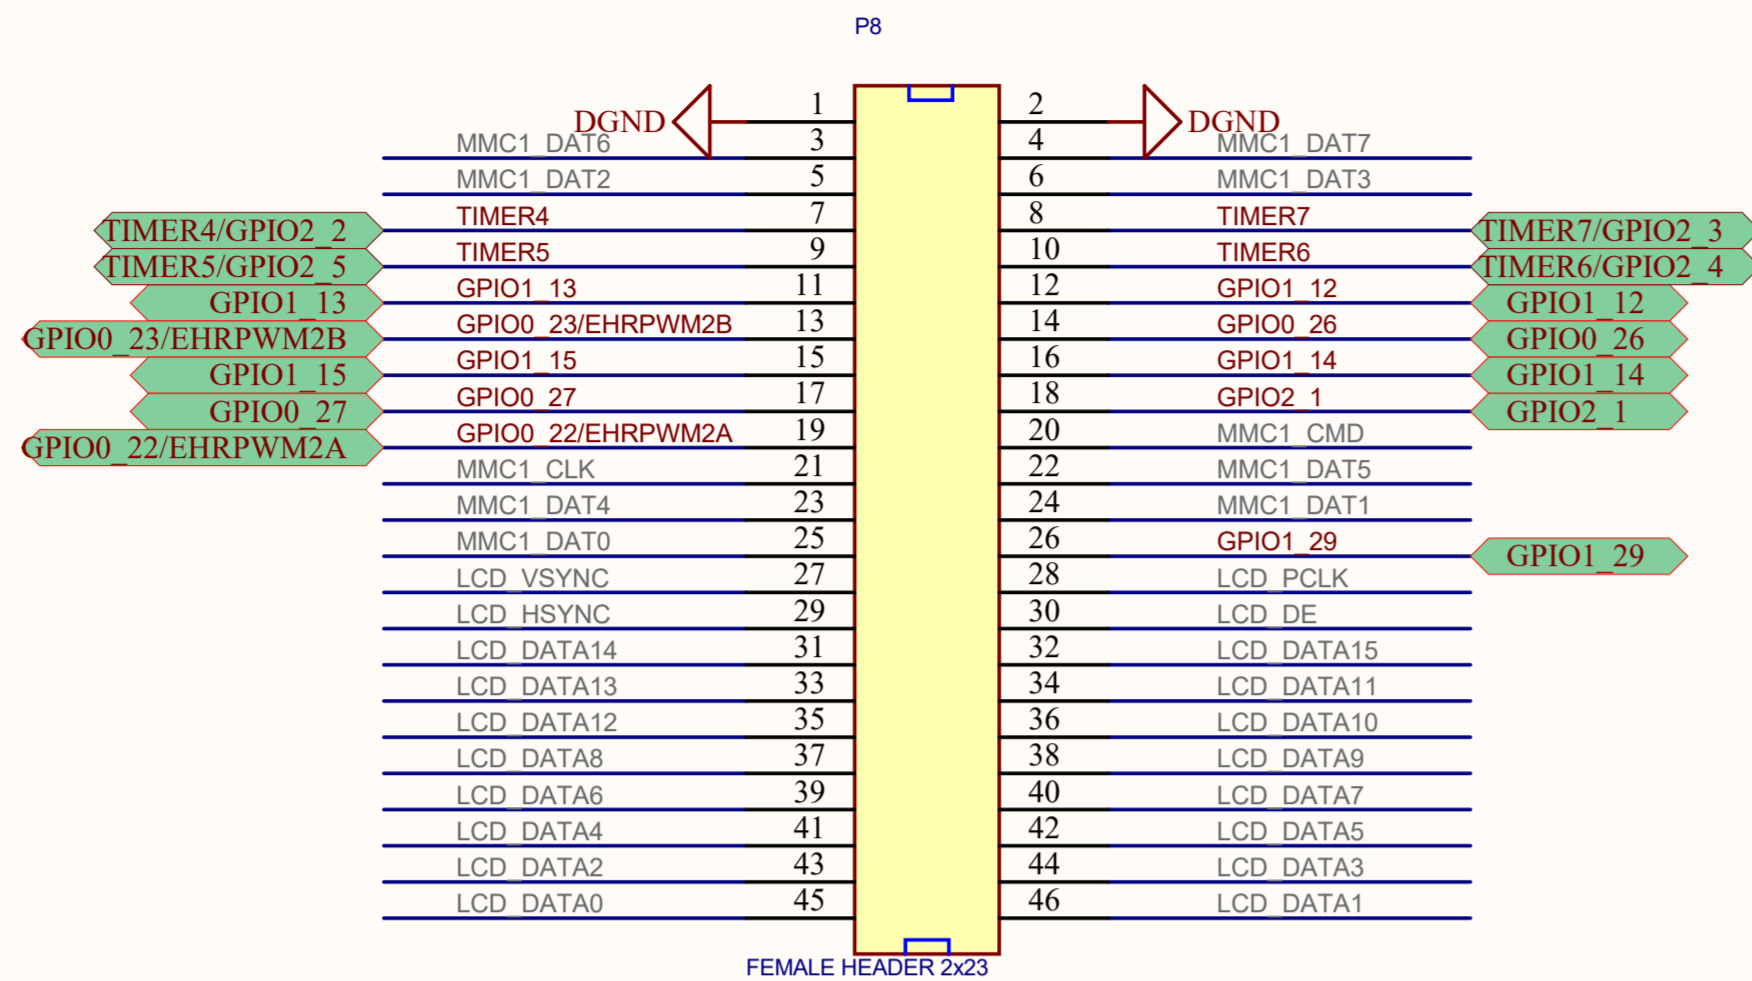 P8
DGND 1 2 DGND
MMC1_DAT6 3 4 MMC1_DAT7
MMC1_DAT2 5 6 MMC1_DAT3
TIMER4/GPIO2_2 TIMER4 7 8 TIMER7 TIMER7/GPIO2_3
TIMER5/GPIO2_5 TIMER5 9 10 TIMER6 TIMER6/GPIO2_4
GPIO1_13 GPIO1_13 11 12 GPIO1_12 GPIO1_12
GPIO0_23/EHRPWM2B GPIO0_23/EHRPWM2B 13 14 GPIO0_26 GPIO0_26
GPIO1_15 GPIO1_15 15 16 GPIO1_14 GPIO1_14
GPIO0_27 GPIO0_27 17 18 GPIO2_1 GPIO2_1
GPIO0_22/EHRPWM2A GPIO0_22/EHRPWM2A 19 20 MMC1_CMD
MMC1_CLK 21 22 MMC1_DAT5
MMC1_DAT4 23 24 MMC1_DAT1
MMC1_DAT0 25 26 GPIO1_29 GPIO1_29
LCD_VSYNC 27 28 LCD_PCLK
LCD_HSYNC 29 30 LCD_DE
LCD_DATA14 31 32 LCD_DATA15
LCD_DATA13 33 34 LCD_DATA11
LCD_DATA12 35 36 LCD_DATA10
LCD_DATA8 37 38 LCD_DATA9
LCD_DATA6 39 40 LCD_DATA7
LCD_DATA4 41 42 LCD_DATA5
LCD_DATA2 43 44 LCD_DATA3
LCD_DATA0 45 46 LCD_DATA1
FEMALE HEADER 2x23